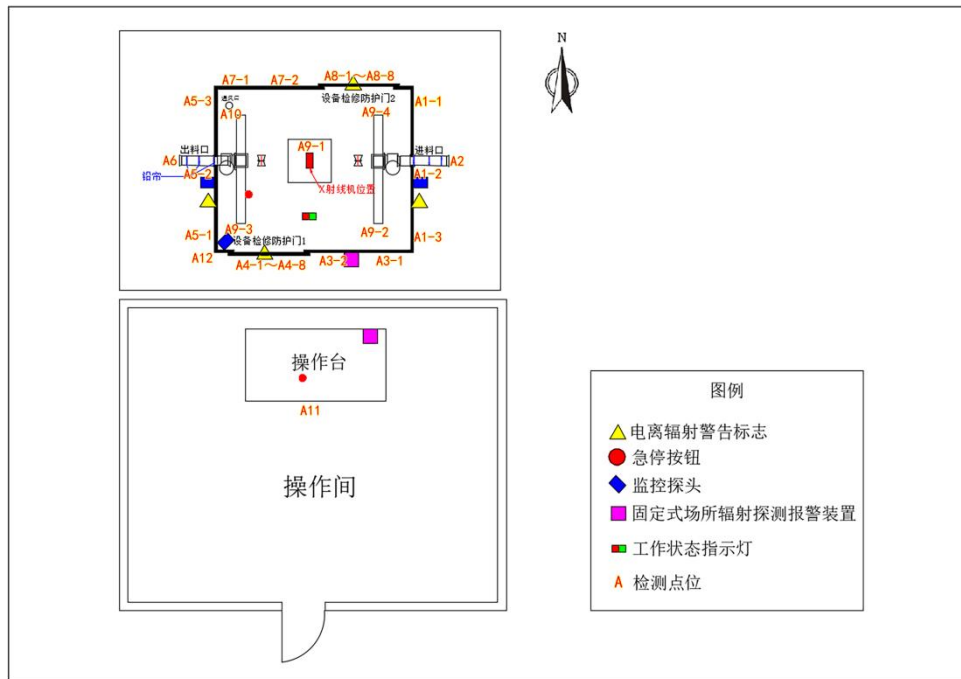 N
A7-1 A7-2 A8-1～A8-8
A5-3 设备检修防护门2 A1-1
A10 A9-4
出料口 A9-1 进料口
A6 A2
铅帘 A5-2 A1-2
X射线机位置
A5-1 A9-3 A9-2 A1-3
设备检修防护门1
A12 A4-1～A4-8 A3-2 A3-1
操作台
A11
操作间
图例
电离辐射警告标志
急停按钮
监控探头
固定式场所辐射探测报警装置
工作状态指示灯
A 检测点位